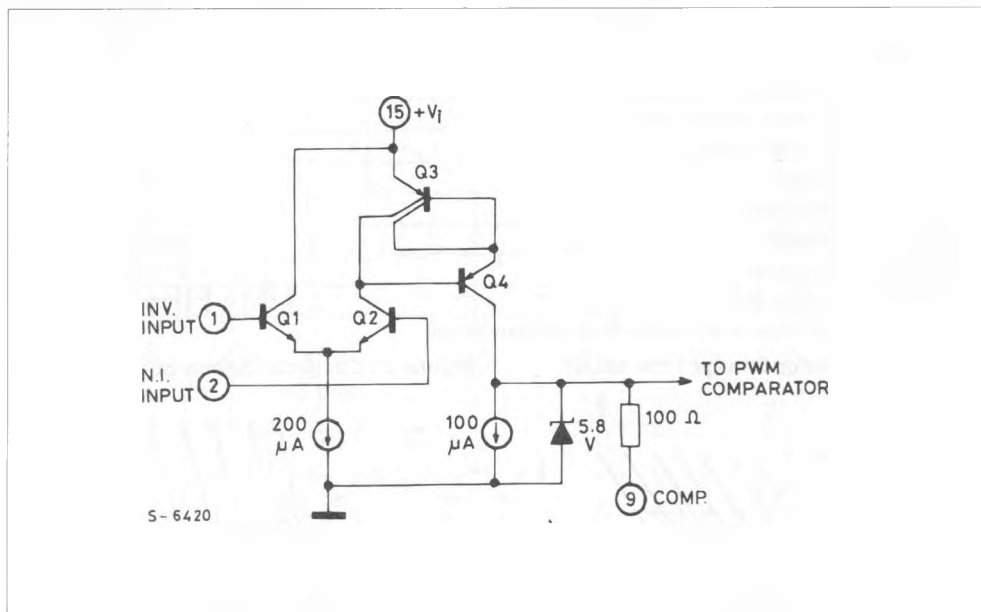 15 +Vi
Q3
Q4
INV.
INPUT 1
Q1
Q2
N.I.
INPUT 2
TO PWM
COMPARATOR
200
μA
100
μA
5.8
V
100 Ω
9 COMP.
S-6420